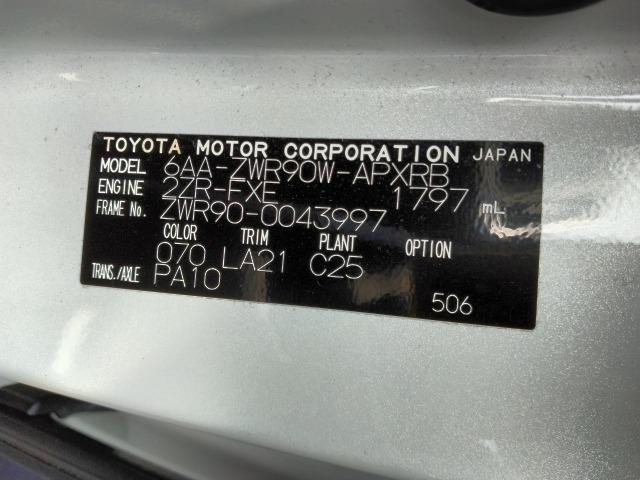 TOYOTA MOTOR CORPORATION JAPAN
MODEL 6AA-ZWR90W-APXRB
ENGINE 2ZR-FXE 1797 mL
FRAME No. ZWR90-0043997
COLOR TRIM PLANT OPTION
070 LA21 C25
TRANS./AXLE PA10
506